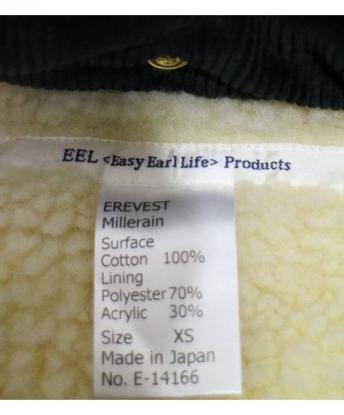 EEL <Easy Earl Life> Products
EREVEST
Millerain
Surface
Cotton 100%
Lining
Polyester 70%
Acrylic 30%
Size XS
Made in Japan
No. E-14166